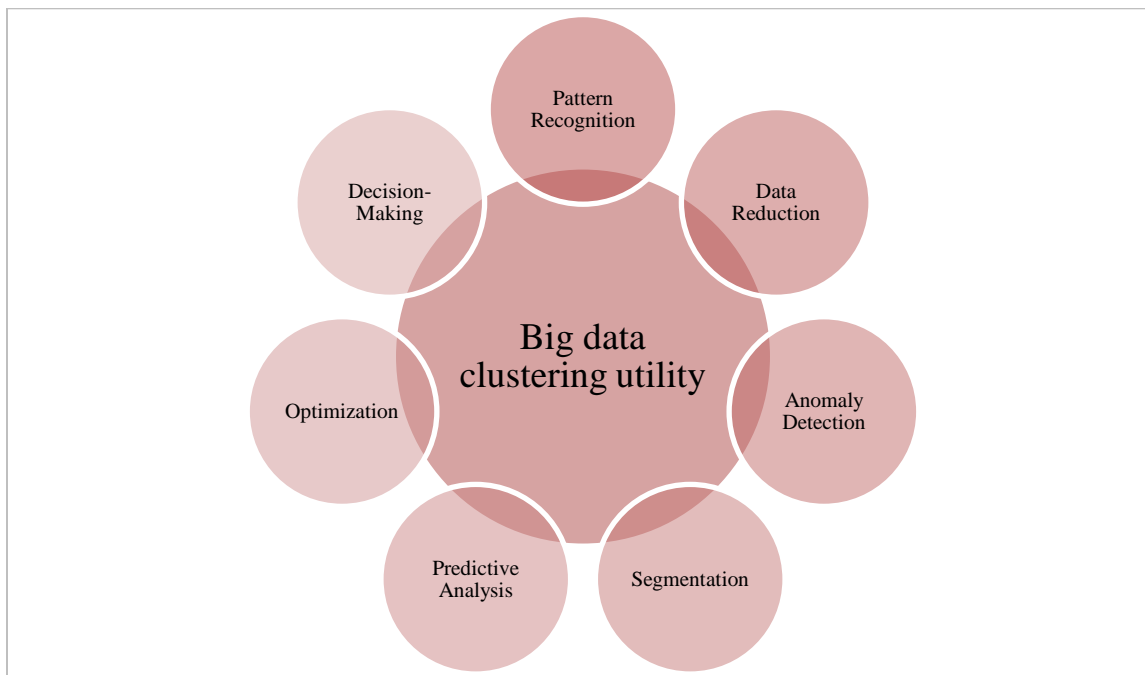 Pattern
Recognition
Decision-
Making
Data
Reduction
Big data
clustering utility
Optimization
Anomaly
Detection
Predictive
Analysis
Segmentation